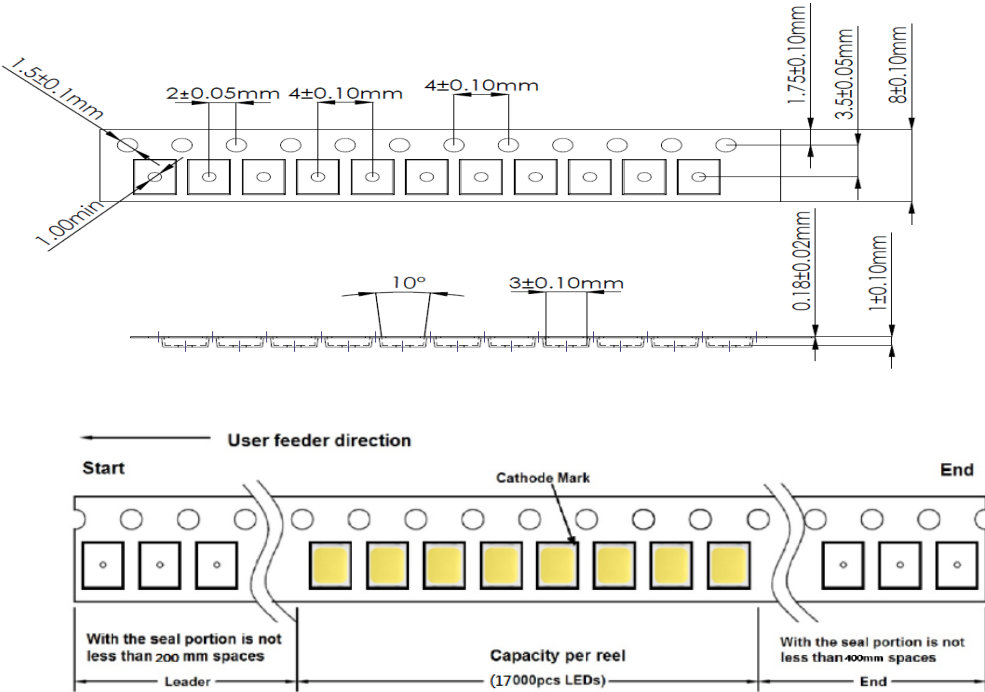 1.5±0.1mm
2±0.05mm
4±0.10mm
4±0.10mm
1.75±0.10mm
3.5±0.05mm
8±0.10mm
1.00min
10°
3±0.10mm
0.18±0.02mm
1±0.10mm
User feeder direction
Start
End
Cathode Mark
With the seal portion is not
less than 200 mm spaces
Leader
Capacity per reel
(17000pcs LEDs)
With the seal portion is not
less than 400mm spaces
End